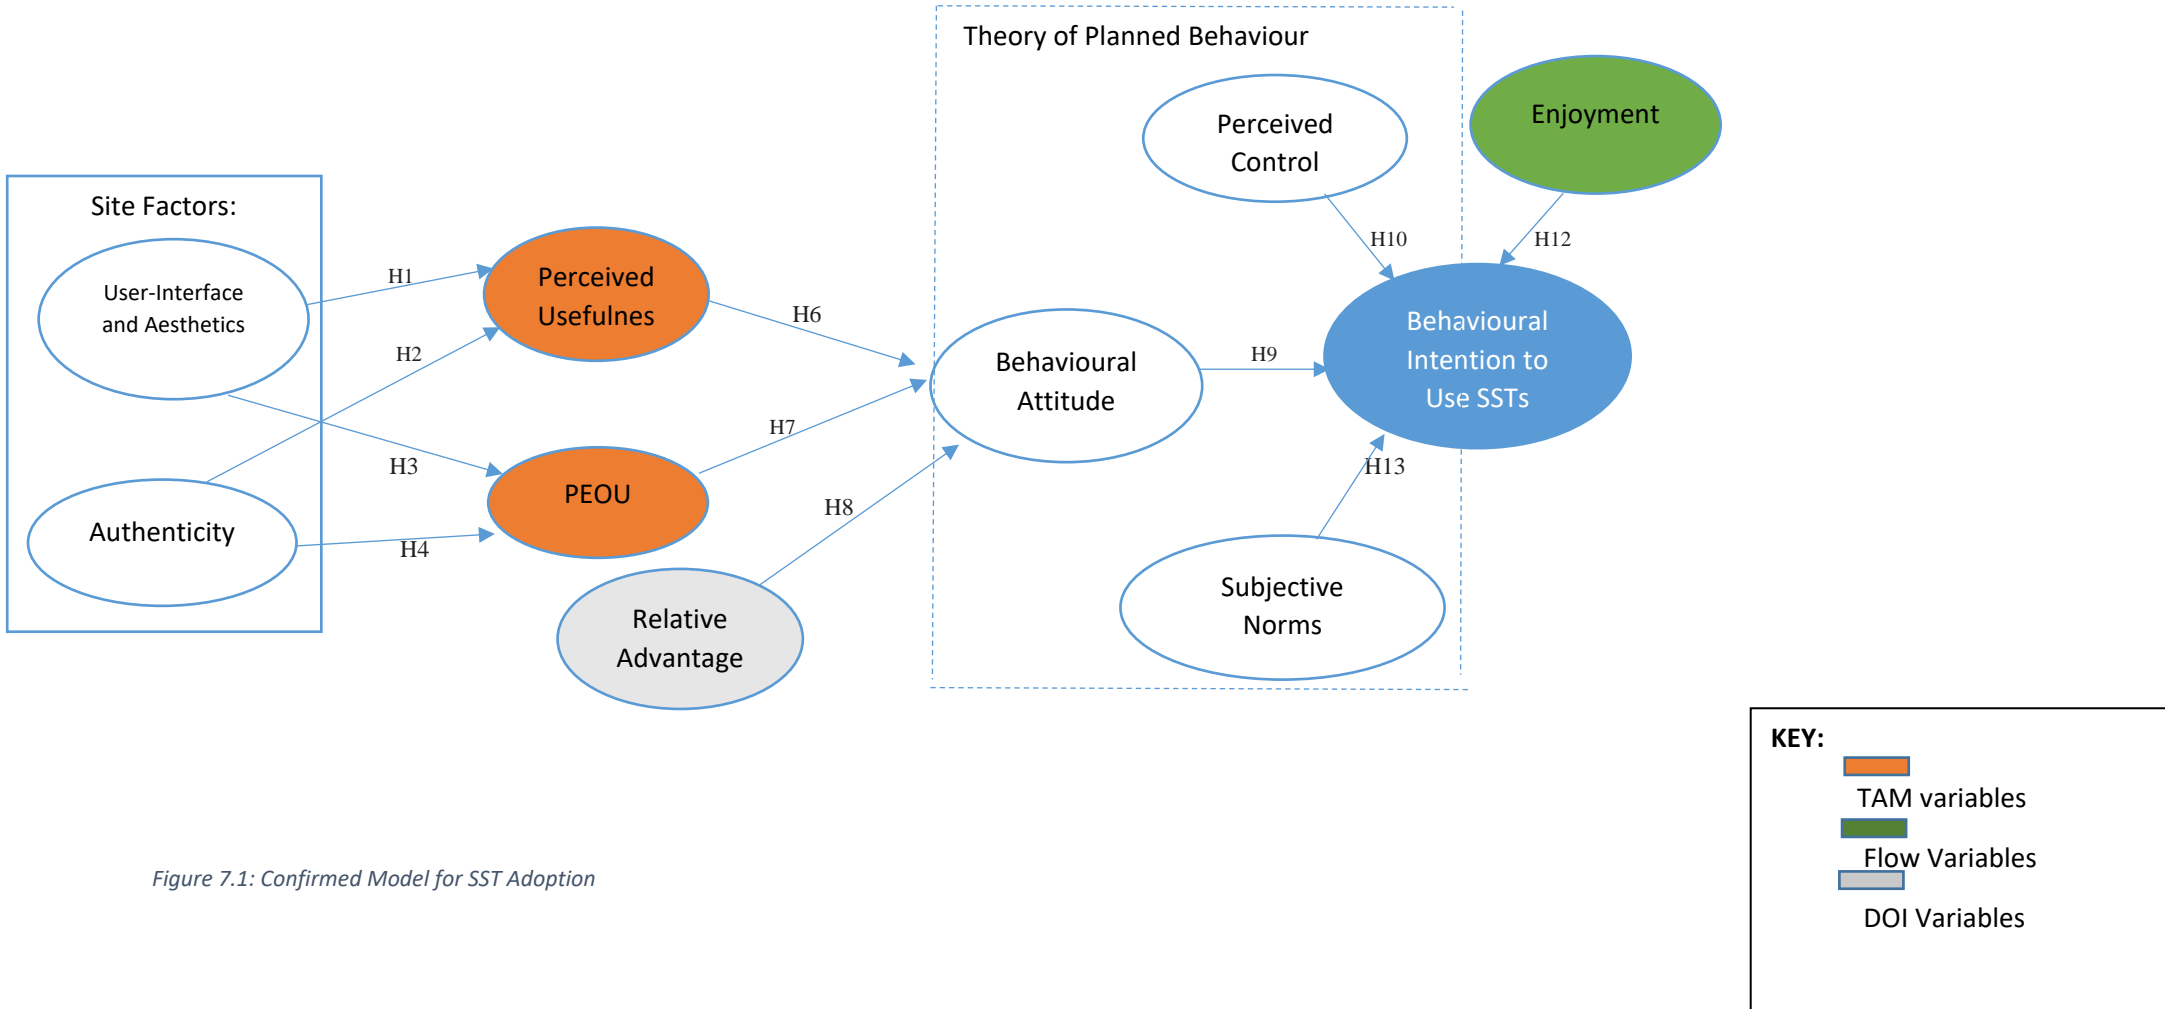 Theory of Planned Behaviour
Perceived
Control
Enjoyment
Site Factors:
User-Interface
and Aesthetics
H1
H2
H3
H4
Authenticity
Perceived
Usefulnes
PEOU
Relative
Advantage
H6
H7
H8
Behavioural
Attitude
H9
H10
H12
H13
Behavioural
Intention to
Use SSTs
Subjective
Norms
KEY:
TAM variables
Flow Variables
DOI Variables
Figure 7.1: Confirmed Model for SST Adoption